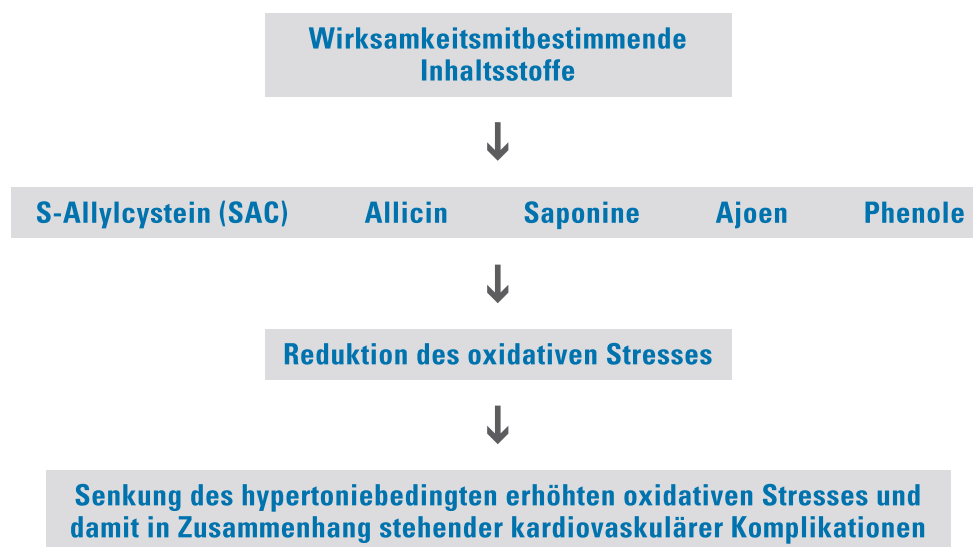 Wirksamkeitsmitbestimmende
Inhaltsstoffe
S-Allylcystein (SAC) Allicin Saponine Ajoen Phenole
Reduktion des oxidativen Stresses
Senkung des hypertoniebedingten erhöhten oxidativen Stresses und
damit in Zusammenhang stehender kardiovaskulärer Komplikationen